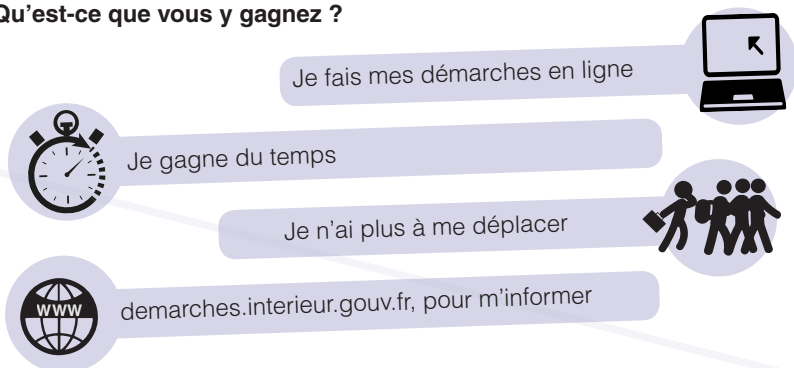 Qu'est-ce que vous y gagnez ?
Je fais mes démarches en ligne
Je gagne du temps
Je n'ai plus à me déplacer
WWW
demarches.interieur.gouv.fr, pour m'informer